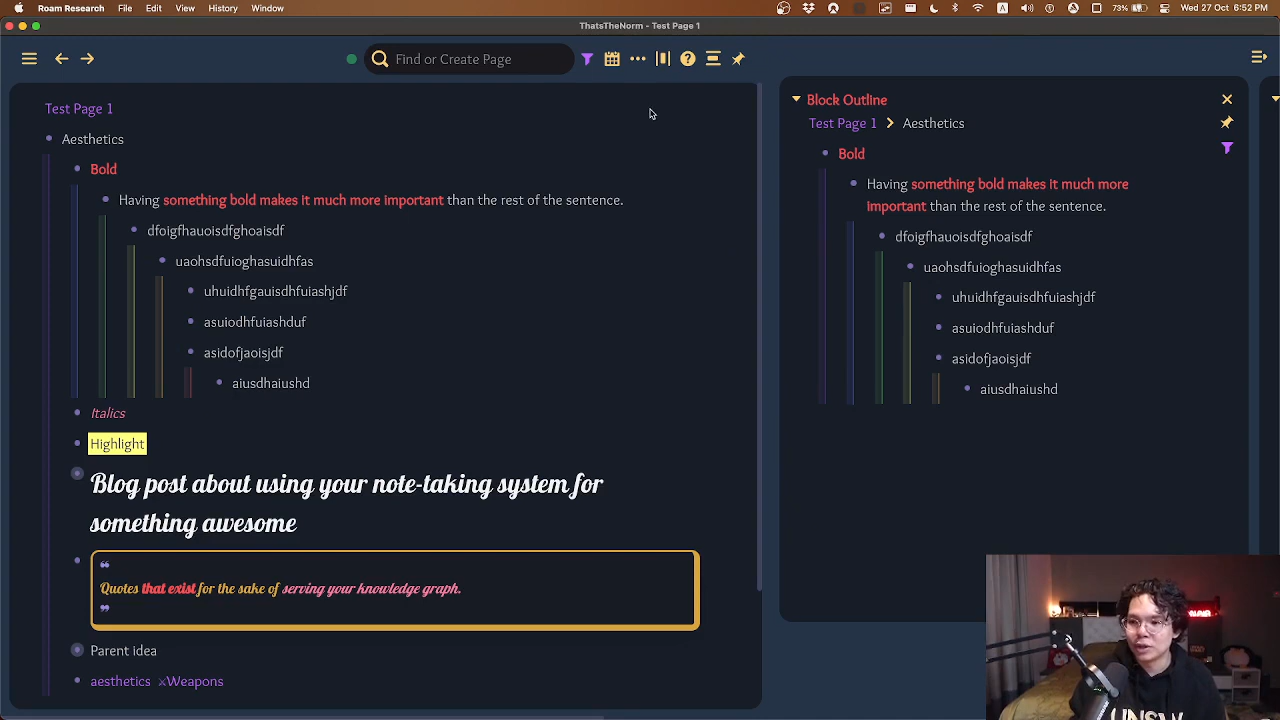 Roam Research File Edit View History Window 73% Wed 27 Oct 6:52 PM
ThatsTheNorm - Test Page 1
Find or Create Page
Test Page 1
Aesthetics
Bold
Having something bold makes it much more important than the rest of the sentence.
dfoigfhauoisdfghoaisdf
uaohsdfuioghasuidhfas
uhuidhfgauisdhfuiashjdf
asuiodhfuiashduf
asidofjaoisjdf
aiusdhaiushd
Italics
Highlight
Blog post about using your note-taking system for
something awesome
❝
Quotes that exist for the sake of serving your knowledge graph.
❞
Parent idea
aesthetics ⚔Weapons
Block Outline
Test Page 1 > Aesthetics
Bold
Having something bold makes it much more
important than the rest of the sentence.
dfoigfhauoisdfghoaisdf
uaohsdfuioghasuidhfas
uhuidhfgauisdhfuiashjdf
asuiodhfuiashduf
asidofjaoisjdf
aiusdhaiushd
UNSW